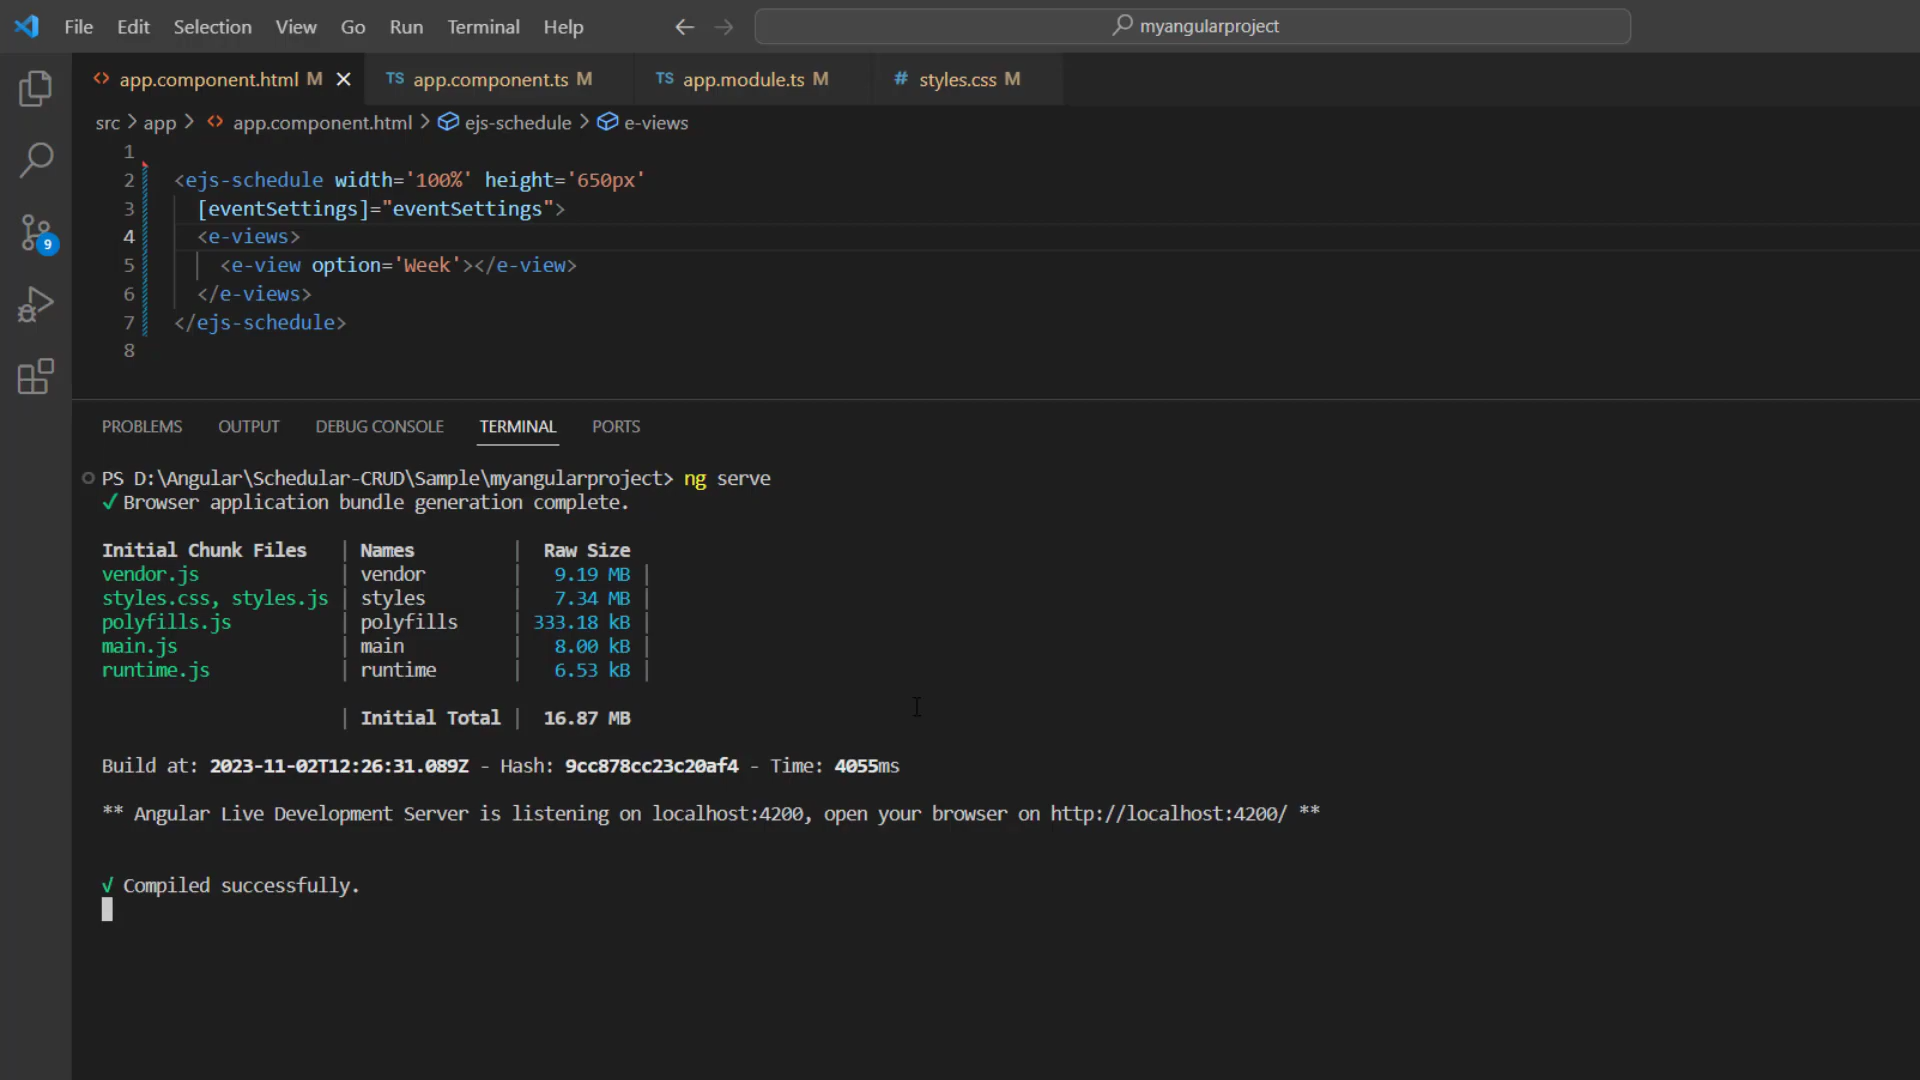 File Edit Selection View Go Run Terminal Help myangularproject
app.component.html M TS app.component.ts M TS app.module.ts M # styles.css M
src > app > app.component.html > ejs-schedule > e-views
1
2 <ejs-schedule width='100%' height='650px'
3 [eventSettings]="eventSettings">
4 <e-views>
5 <e-view option='Week'></e-view>
6 </e-views>
7 </ejs-schedule>
8
9
PROBLEMS OUTPUT DEBUG CONSOLE TERMINAL PORTS
PS D:\Angular\Schedular-CRUD\Sample\myangularproject> ng serve
✓ Browser application bundle generation complete.
Initial Chunk Files | Names | Raw Size
vendor.js | vendor | 9.19 MB |
styles.css, styles.js | styles | 7.34 MB |
polyfills.js | polyfills | 333.18 kB |
main.js | main | 8.00 kB |
runtime.js | runtime | 6.53 kB |
| Initial Total | 16.87 MB
Build at: 2023-11-02T12:26:31.089Z - Hash: 9cc878cc23c20af4 - Time: 4055ms
** Angular Live Development Server is listening on localhost:4200, open your browser on http://localhost:4200/ **
√ Compiled successfully.